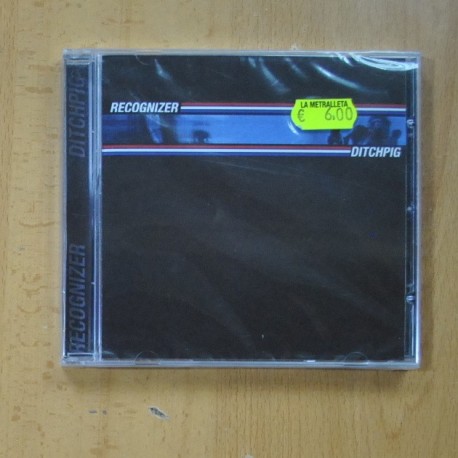 RECOGNIZER
LA METRALLETA
€ 6.00
DITCHPIG
RECOGNIZER DITCHPIG